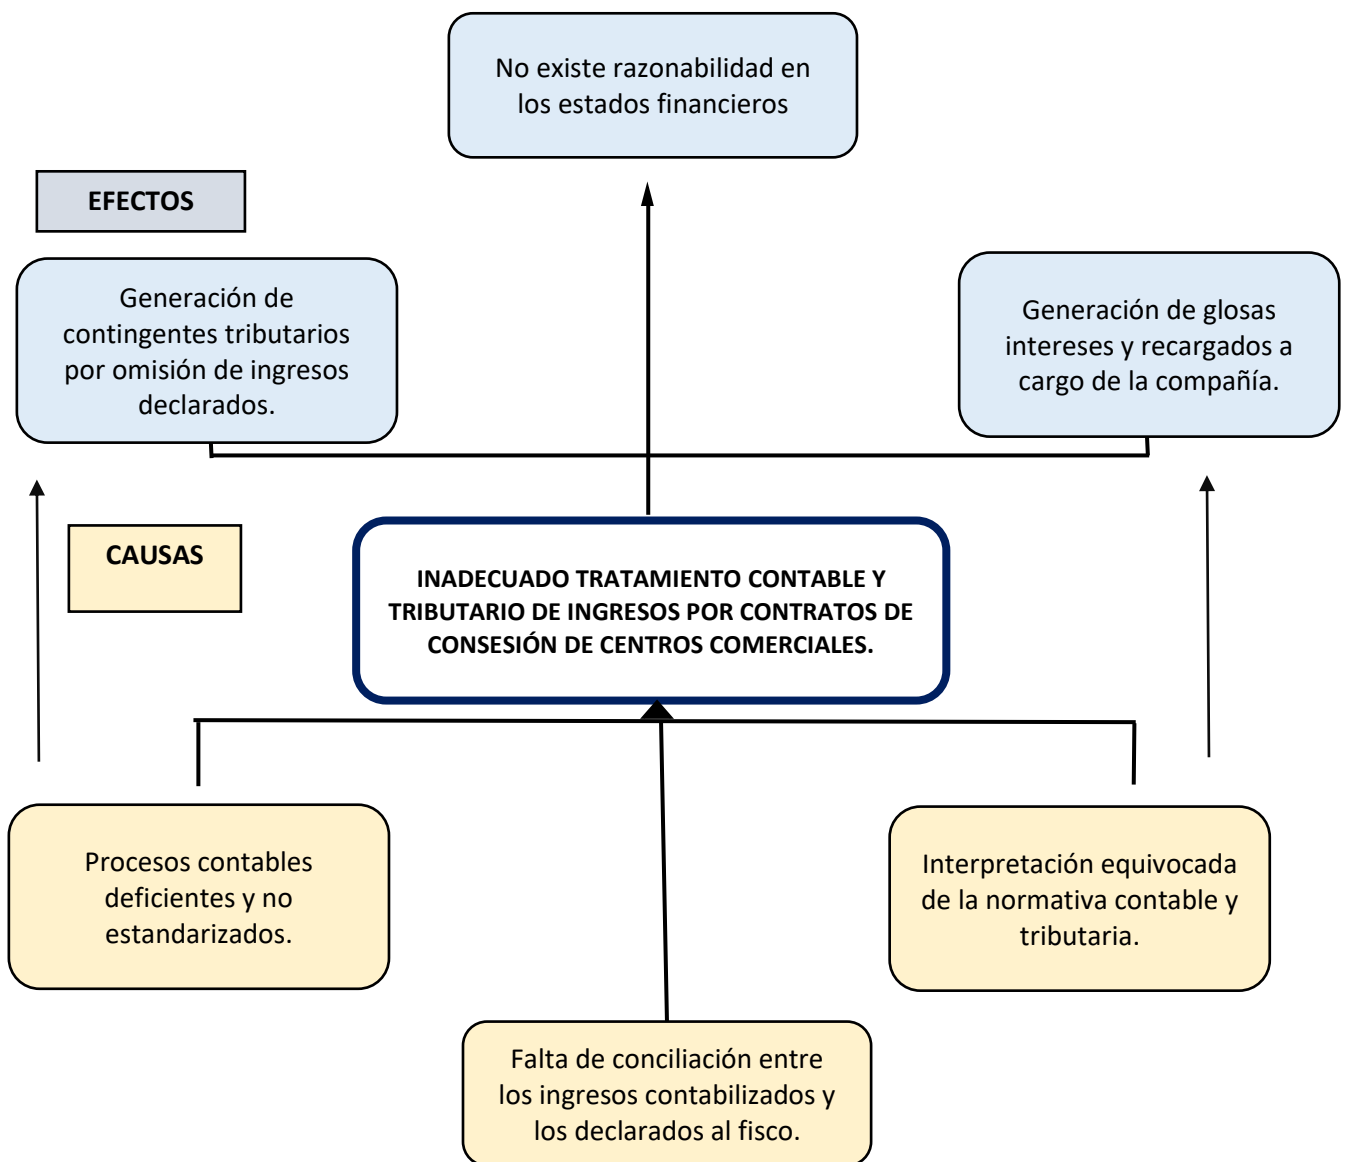 No existe razonabilidad en
los estados financieros
EFECTOS
Generación de
contingentes tributarios
por omisión de ingresos
declarados.
Generación de glosas
intereses y recargados a
cargo de la compañía.
CAUSAS
INADECUADO TRATAMIENTO CONTABLE Y
TRIBUTARIO DE INGRESOS POR CONTRATOS DE
CONSESIÓN DE CENTROS COMERCIALES.
Procesos contables
deficientes y no
estandarizados.
Interpretación equivocada
de la normativa contable y
tributaria.
Falta de conciliación entre
los ingresos contabilizados y
los declarados al fisco.